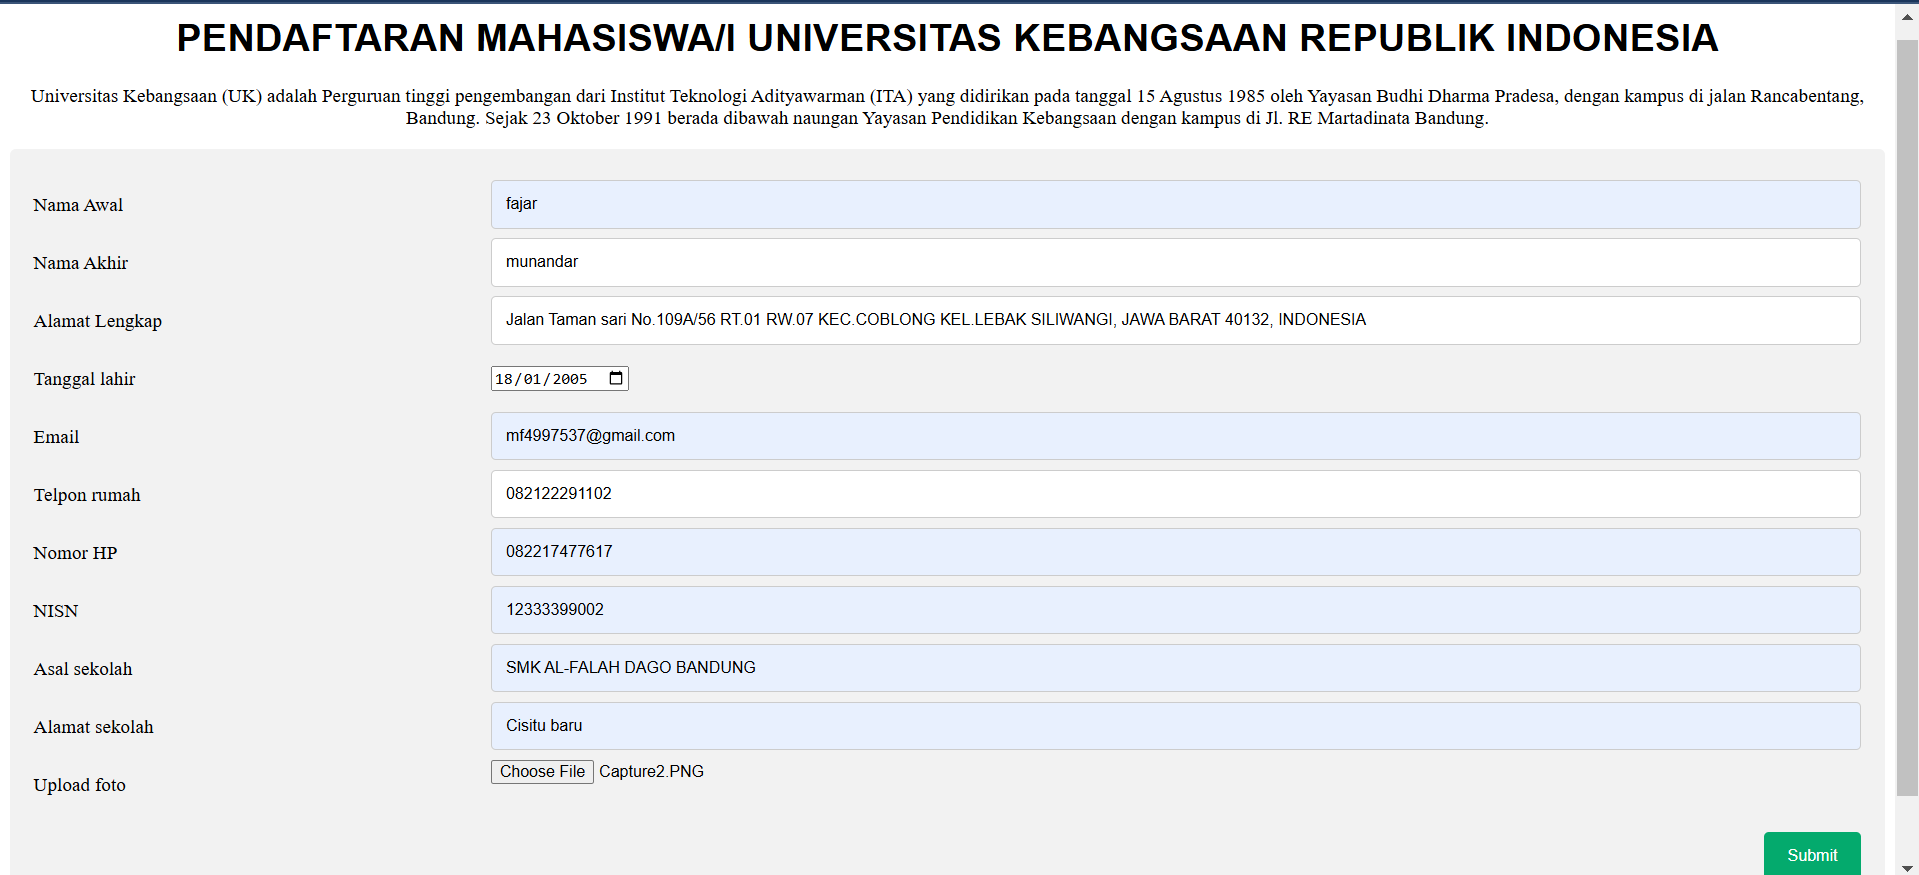 PENDAFTARAN MAHASISWA/I UNIVERSITAS KEBANGSAAN REPUBLIK INDONESIA
Universitas Kebangsaan (UK) adalah Perguruan tinggi pengembangan dari Institut Teknologi Adityawarman (ITA) yang didirikan pada tanggal 15 Agustus 1985 oleh Yayasan Budhi Dharma Pradesa, dengan kampus di jalan Rancabentang,
Bandung. Sejak 23 Oktober 1991 berada dibawah naungan Yayasan Pendidikan Kebangsaan dengan kampus di Jl. RE Martadinata Bandung.
Nama Awal fajar
Nama Akhir munandar
Alamat Lengkap Jalan Taman sari No.109A/56 RT.01 RW.07 KEC.COBLONG KEL.LEBAK SILIWANGI, JAWA BARAT 40132, INDONESIA
Tanggal lahir 18/01/2005
Email mf4997537@gmail.com
Telpon rumah 082122291102
Nomor HP 082217477617
NISN 12333399002
Asal sekolah SMK AL-FALAH DAGO BANDUNG
Alamat sekolah Cisitu baru
Upload foto Choose File Capture2.PNG
Submit